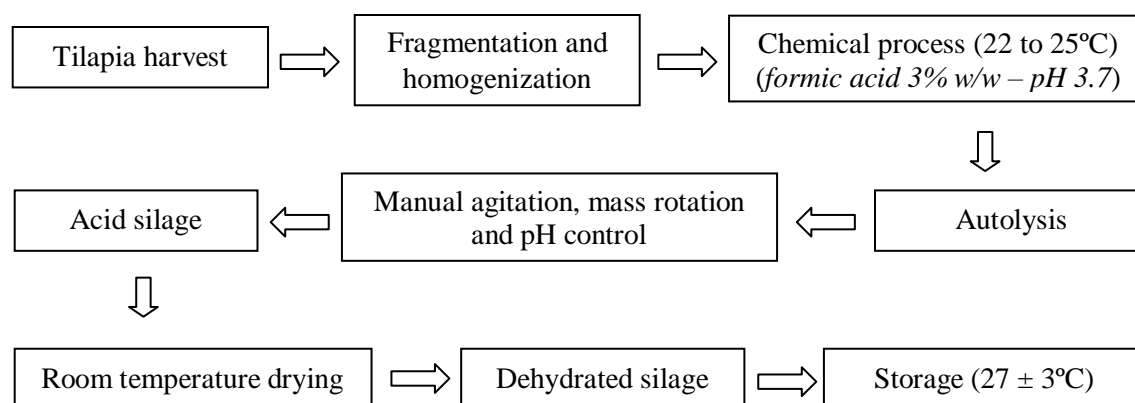 Tilapia harvest
Fragmentation and
homogenization
Chemical process (22 to 25ºC)
(formic acid 3% w/w – pH 3.7)
Autolysis
Manual agitation, mass rotation
and pH control
Acid silage
Room temperature drying
Dehydrated silage
Storage (27 ± 3ºC)